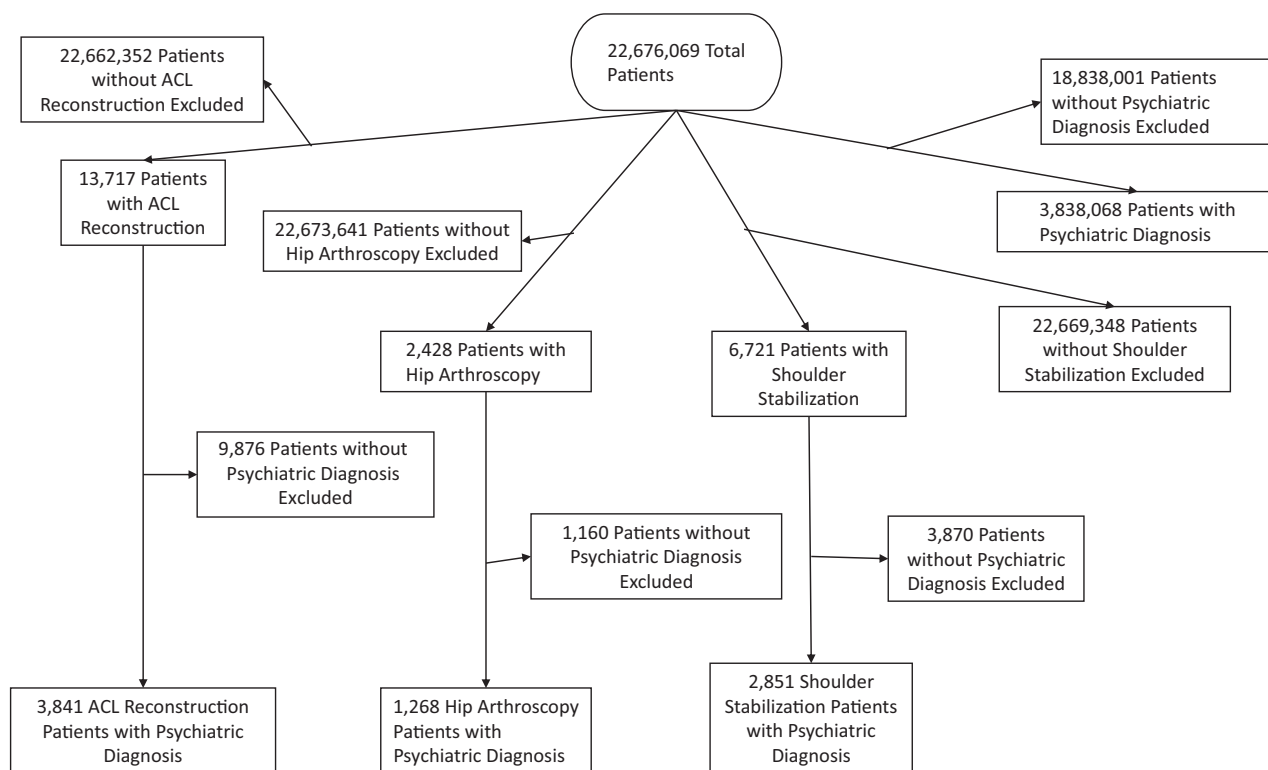 22,676,069 Total
Patients
22,662,352 Patients
without ACL
Reconstruction Excluded
18,838,001 Patients
without Psychiatric
Diagnosis Excluded
13,717 Patients
with ACL
Reconstruction
3,838,068 Patients with
Psychiatric Diagnosis
22,673,641 Patients without
Hip Arthroscopy Excluded
22,669,348 Patients
without Shoulder
Stabilization Excluded
2,428 Patients with
Hip Arthroscopy
6,721 Patients with
Shoulder
Stabilization
9,876 Patients without
Psychiatric Diagnosis
Excluded
1,160 Patients without
Psychiatric Diagnosis
Excluded
3,870 Patients
without Psychiatric
Diagnosis Excluded
3,841 ACL Reconstruction
Patients with Psychiatric
Diagnosis
1,268 Hip Arthroscopy
Patients with
Psychiatric Diagnosis
2,851 Shoulder
Stabilization Patients
with Psychiatric
Diagnosis